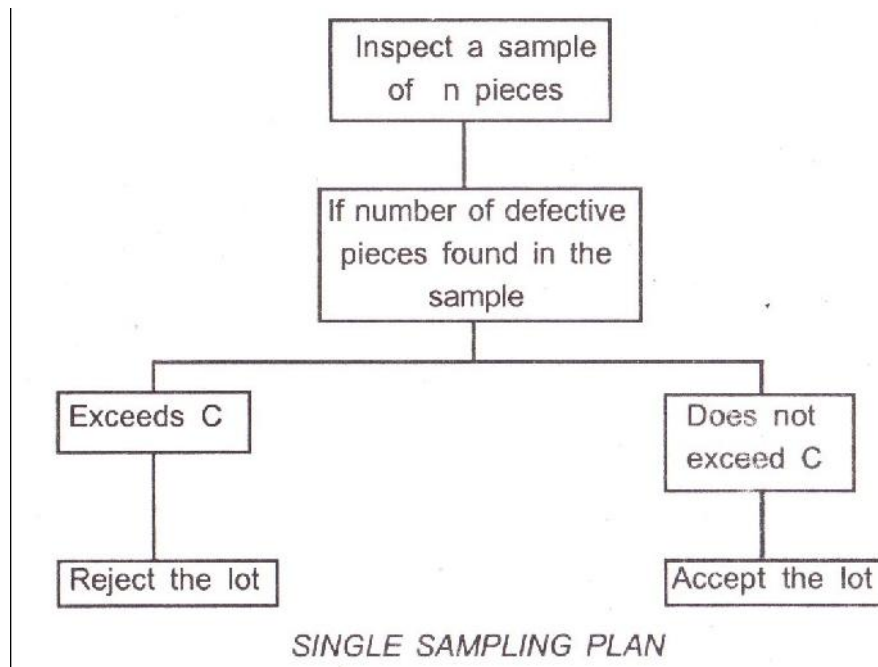 Inspect a sample
of n pieces
If number of defective
pieces found in the
sample
Exceeds C
Does not
exceed C
Reject the lot
Accept the lot
SINGLE SAMPLING PLAN